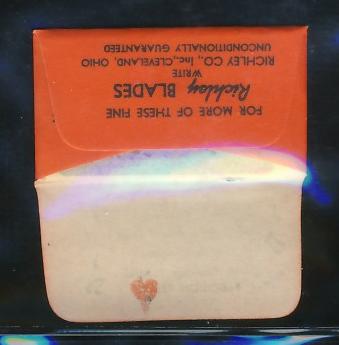 FOR MORE OF THESE FINE
Richley BLADES
WRITE
RICHLEY CO., Inc., CLEVELAND, OHIO
UNCONDITIONALLY GUARANTEED